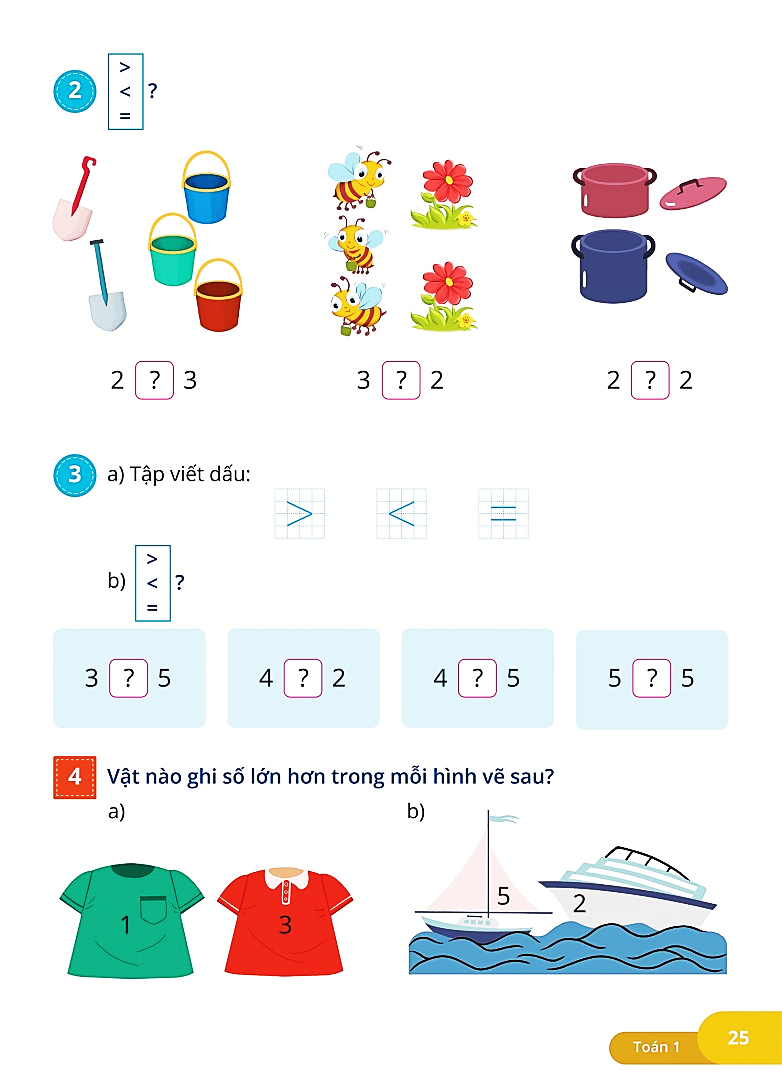 2
>
<
=
?
2 ? 3
3 ? 2
2 ? 2
3 a) Tập viết dấu:
> < =
b)
>
<
=
?
3 ? 5
4 ? 2
4 ? 5
5 ? 5
4 Vật nào ghi số lớn hơn trong mỗi hình vẽ sau?
a)
b)
1
3
5
2
Toán 1
25